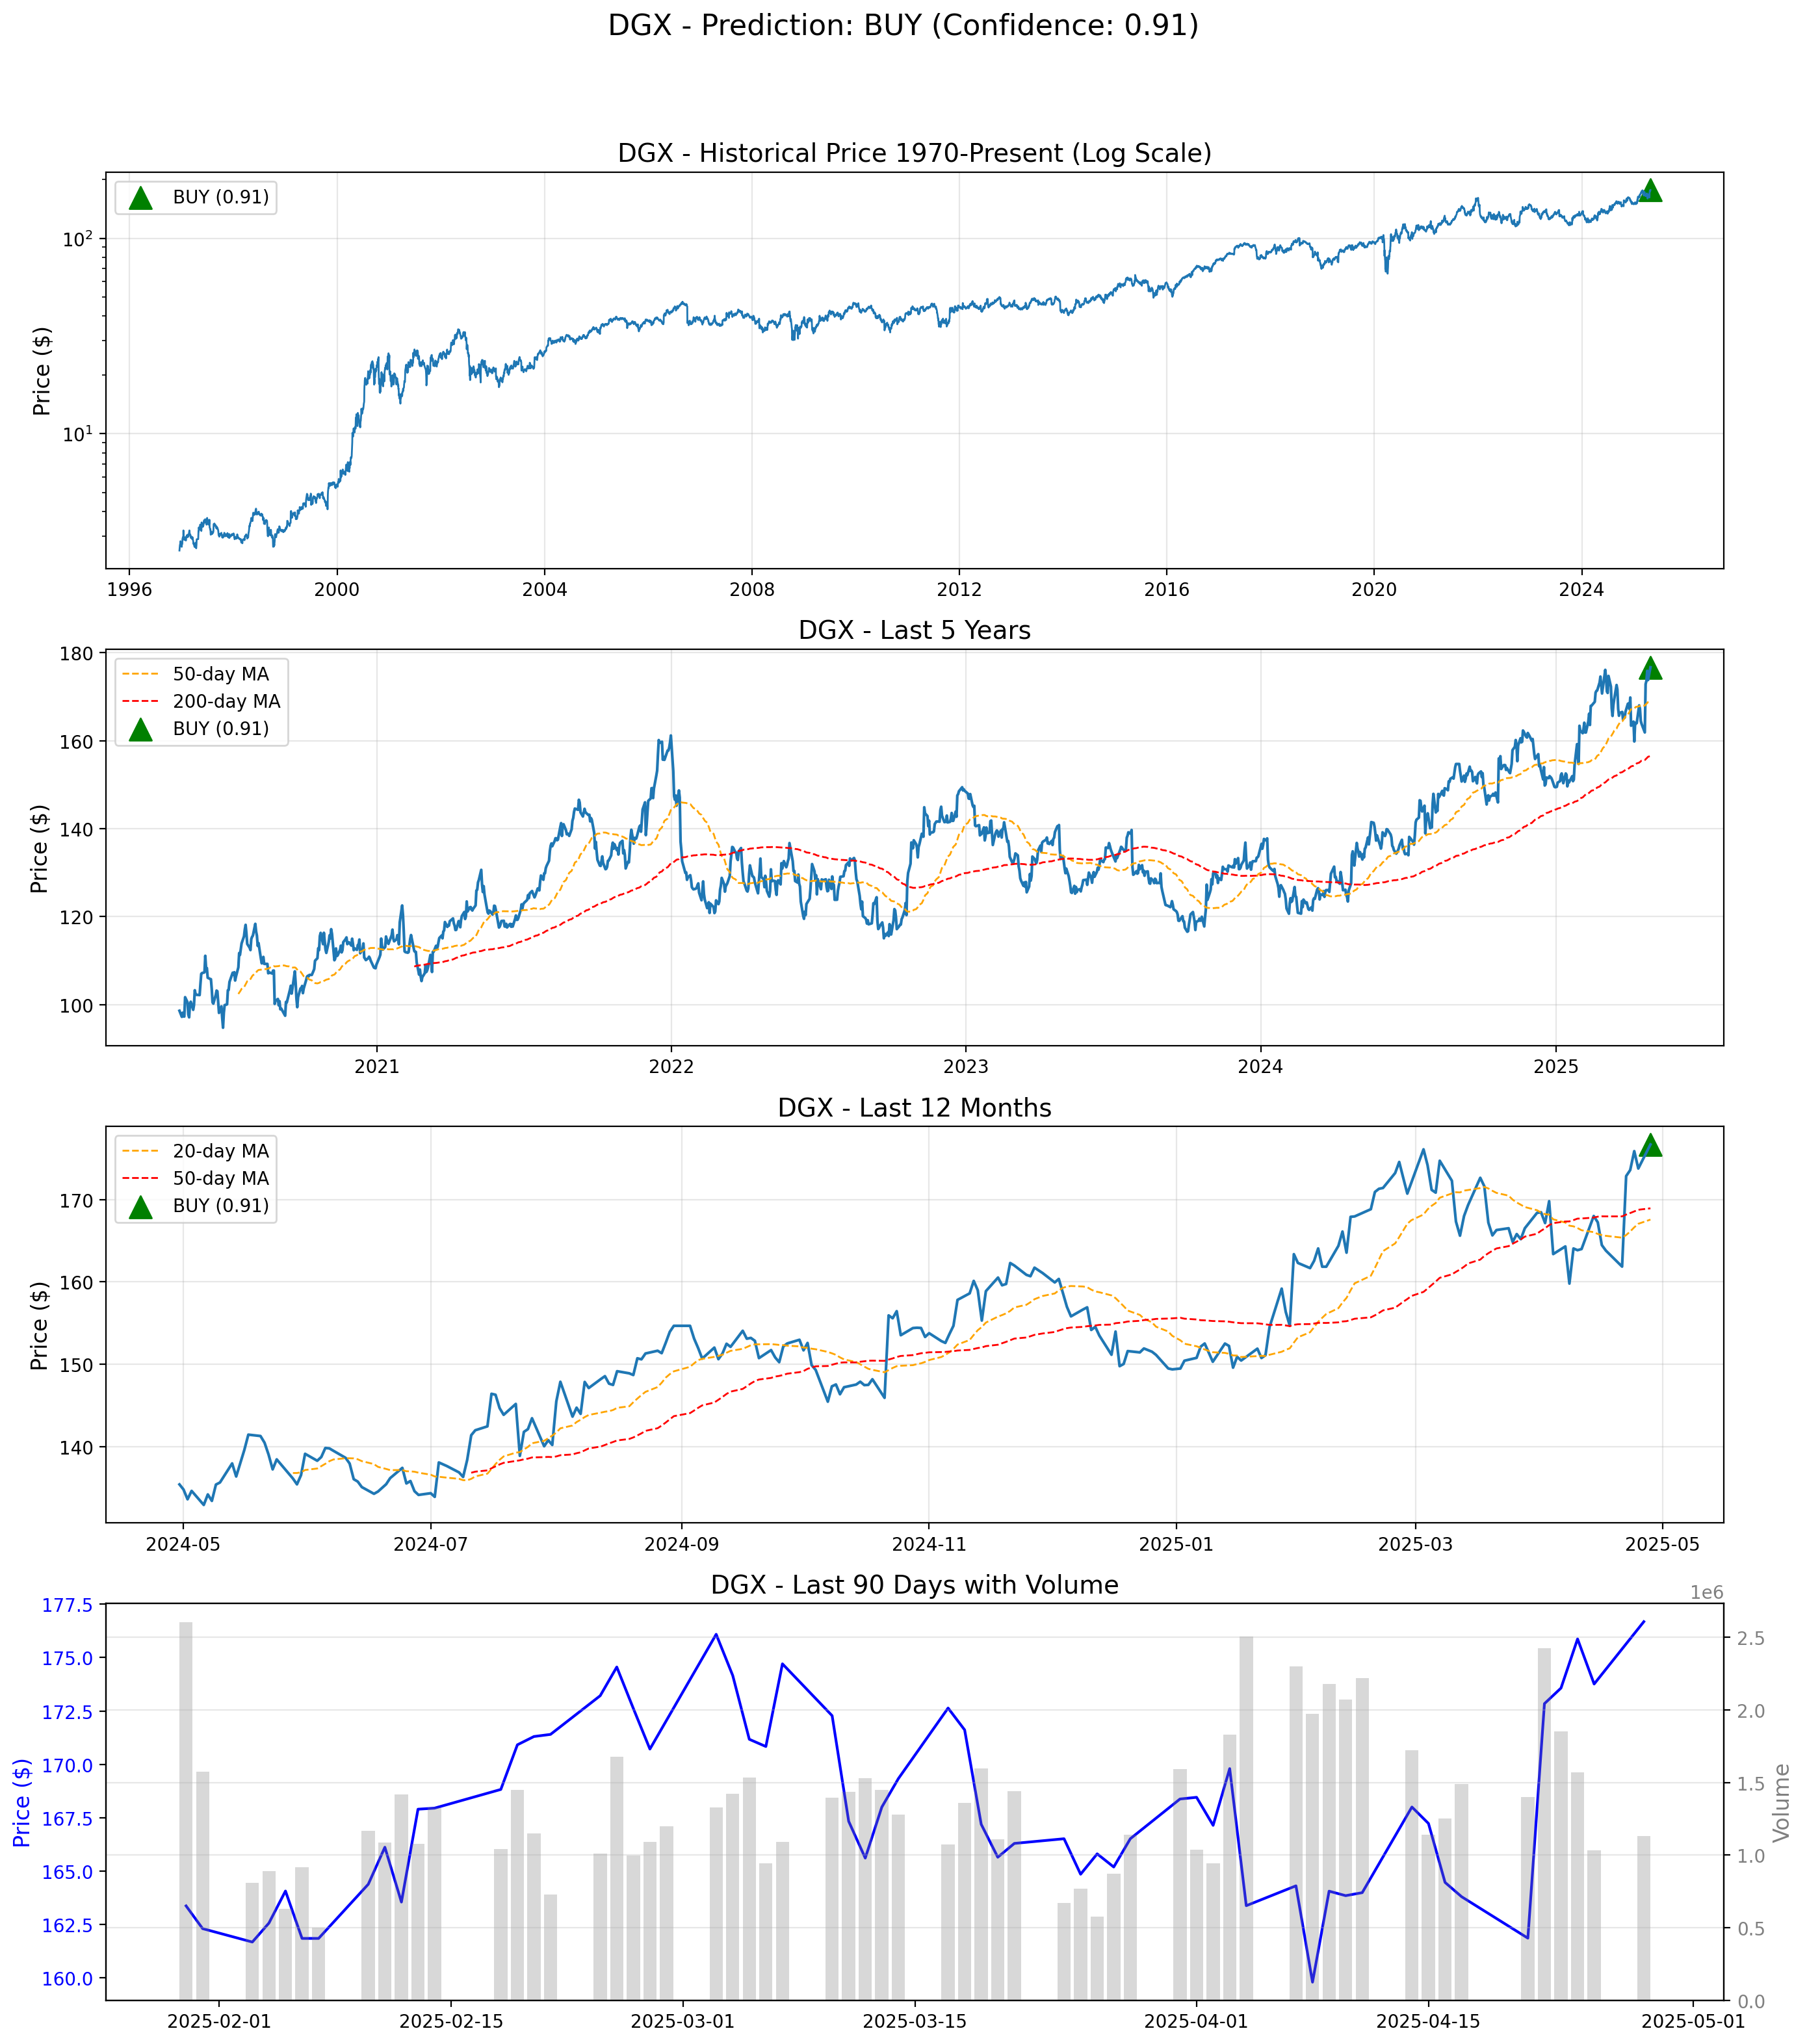 DGX - Prediction: BUY (Confidence: 0.91)
DGX - Historical Price 1970-Present (Log Scale)
BUY (0.91)
Price ($)
10²
10¹
1996 2000 2004 2008 2012 2016 2020 2024
DGX - Last 5 Years
50-day MA
200-day MA
BUY (0.91)
Price ($)
180
160
140
120
100
2021 2022 2023 2024 2025
DGX - Last 12 Months
20-day MA
50-day MA
BUY (0.91)
Price ($)
170
160
150
140
2024-05 2024-07 2024-09 2024-11 2025-01 2025-03 2025-05
DGX - Last 90 Days with Volume
1e6
Price ($)
177.5
175.0
172.5
170.0
167.5
165.0
162.5
160.0
2.5
2.0
1.5
1.0
0.5
0.0
Volume
2025-02-01 2025-02-15 2025-03-01 2025-03-15 2025-04-01 2025-04-15 2025-05-01